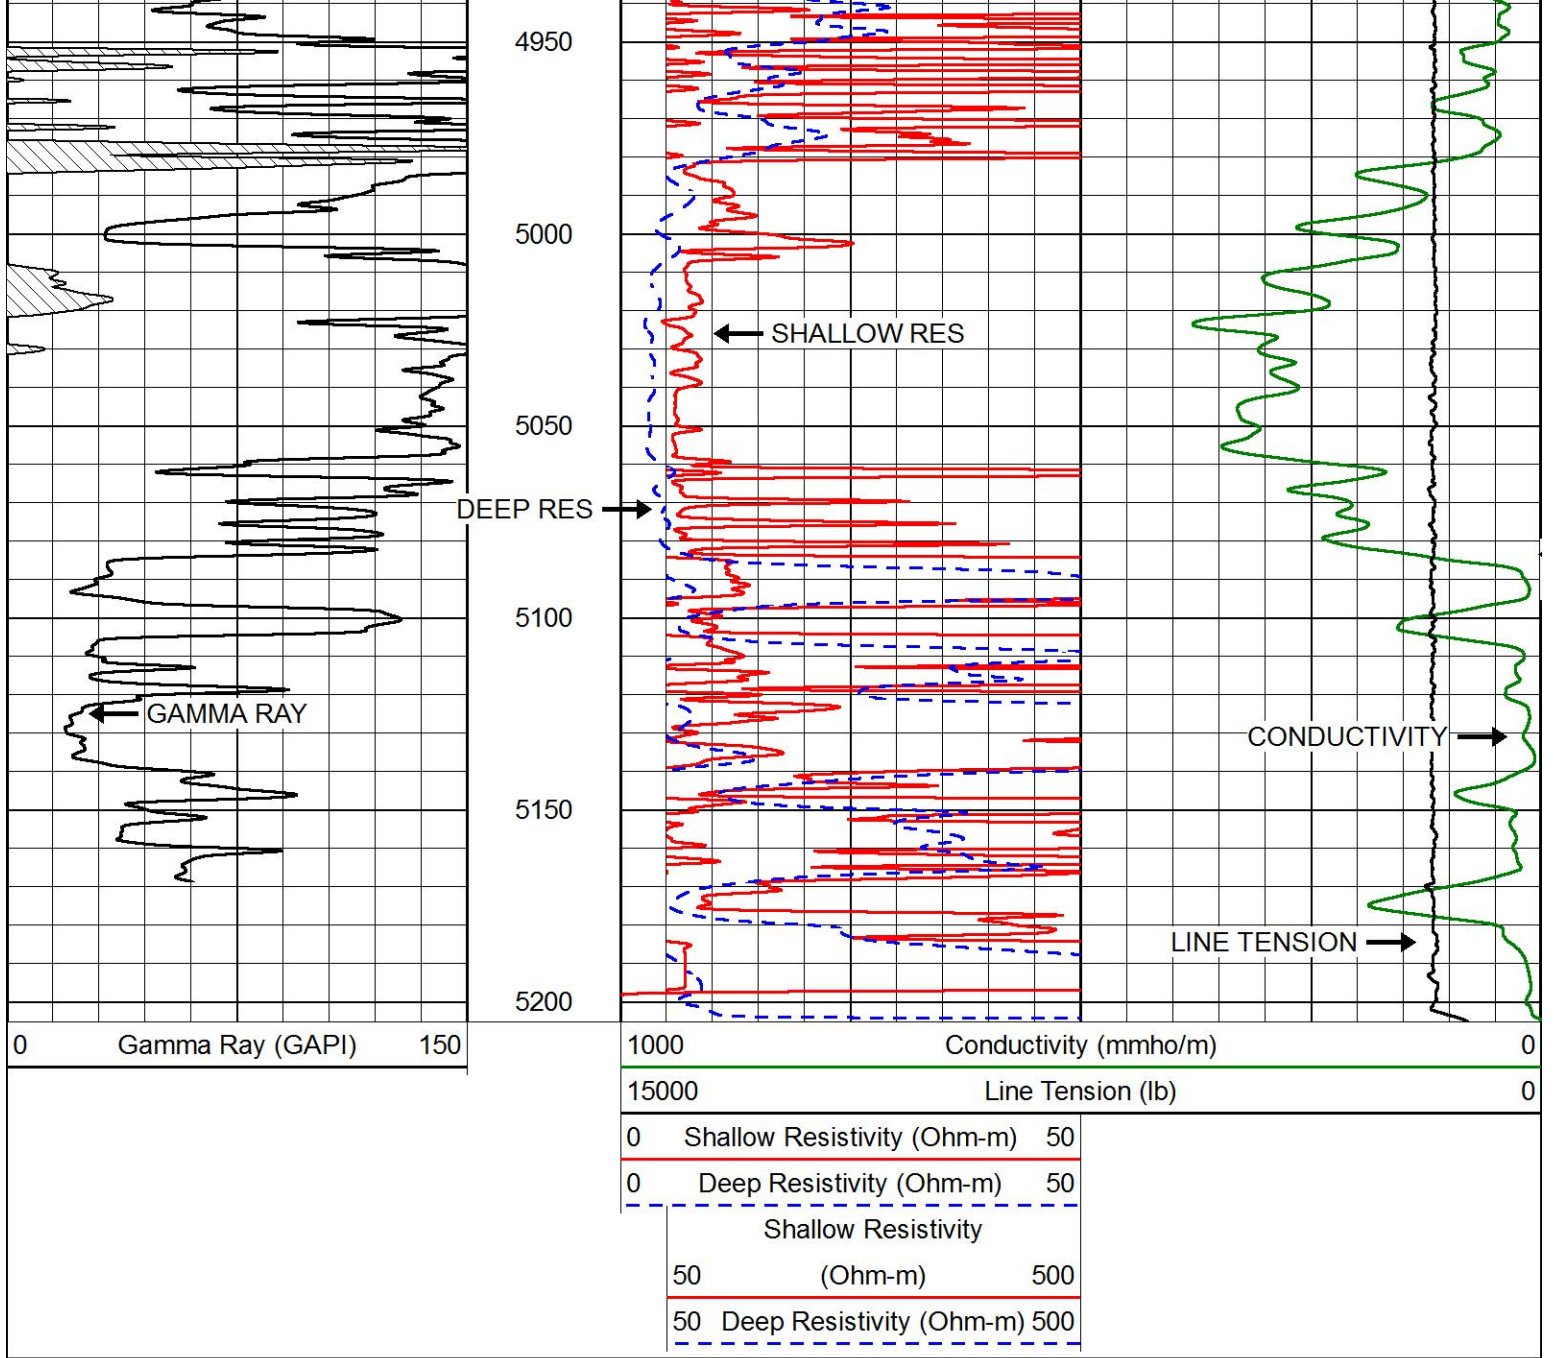 4950
5000
SHALLOW RES
5050
DEEP RES
5100
GAMMA RAY
CONDUCTIVITY
5150
LINE TENSION
5200
0 Gamma Ray (GAPI) 150
1000 Conductivity (mmho/m) 0
15000 Line Tension (lb) 0
0 Shallow Resistivity (Ohm-m) 50
0 Deep Resistivity (Ohm-m) 50
Shallow Resistivity
50 (Ohm-m) 500
50 Deep Resistivity (Ohm-m) 500